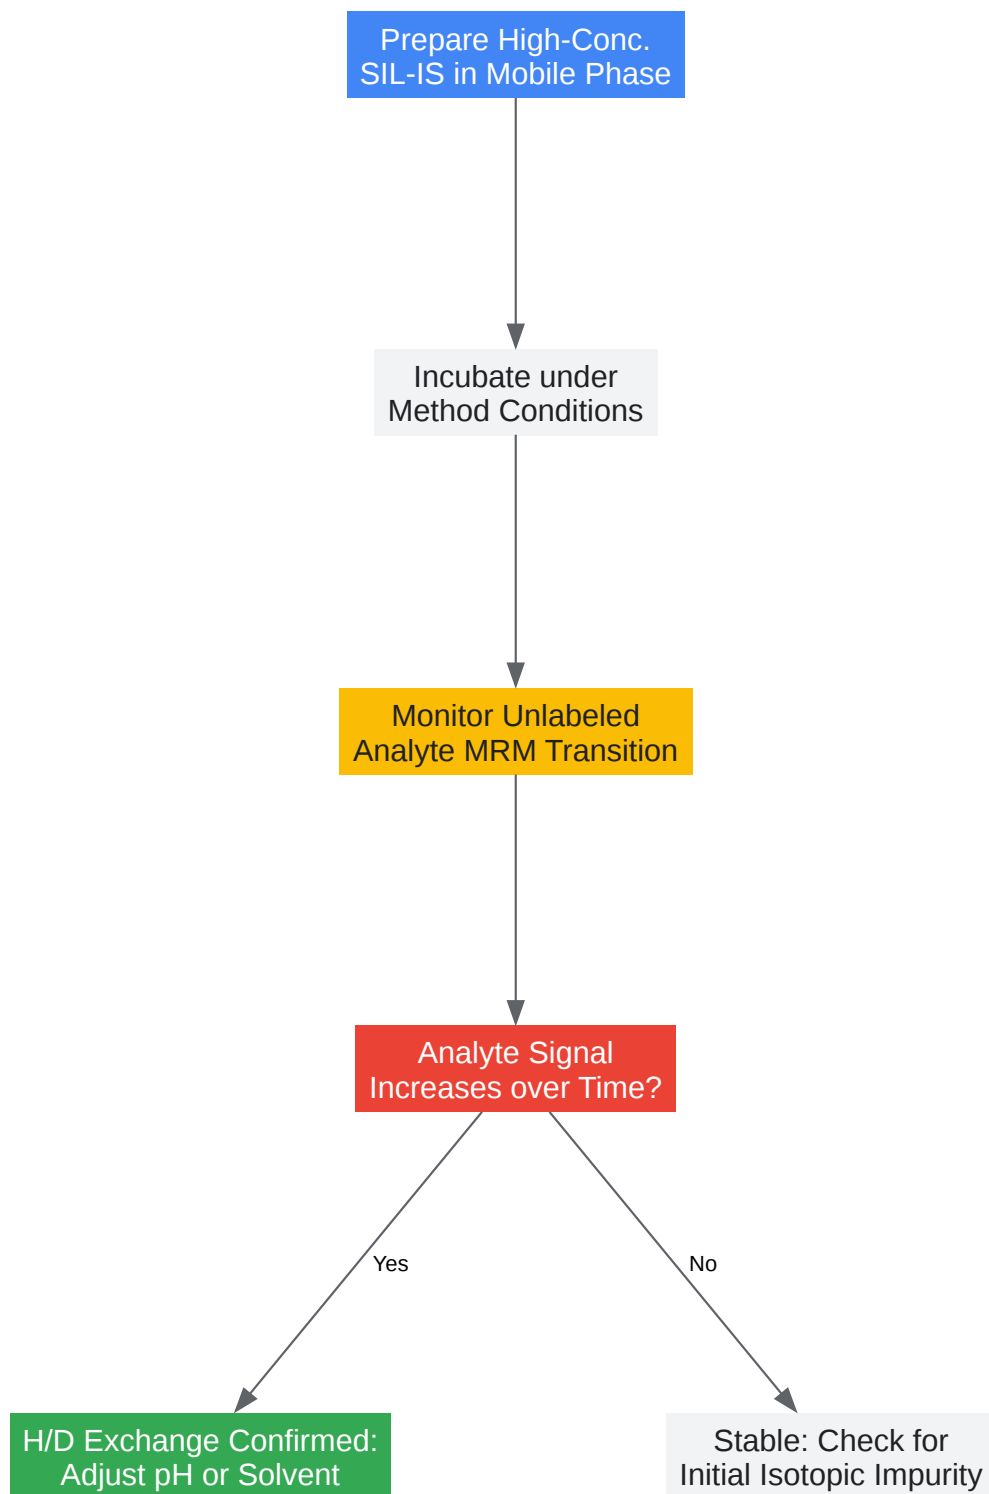 Prepare High-Conc.
SIL-IS in Mobile Phase
Incubate under
Method Conditions
Monitor Unlabeled
Analyte MRM Transition
Analyte Signal
Increases over Time?
Yes
No
H/D Exchange Confirmed:
Adjust pH or Solvent
Stable: Check for
Initial Isotopic Impurity